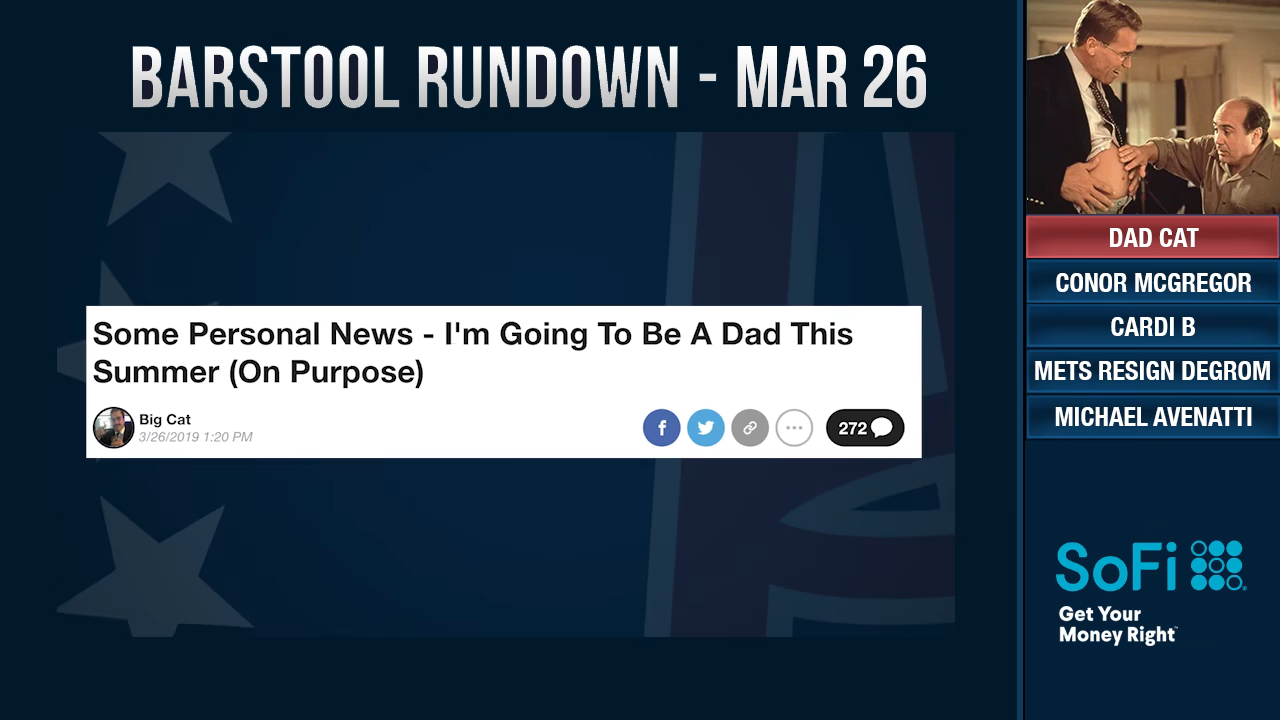 BARSTOOL RUNDOWN - MAR 26
Some Personal News - I'm Going To Be A Dad This
Summer (On Purpose)
Big Cat
3/26/2019 1:20 PM
272
DAD CAT
CONOR MCGREGOR
CARDI B
METS RESIGN DEGROM
MICHAEL AVENATTI
SoFi
Get Your
Money Right™